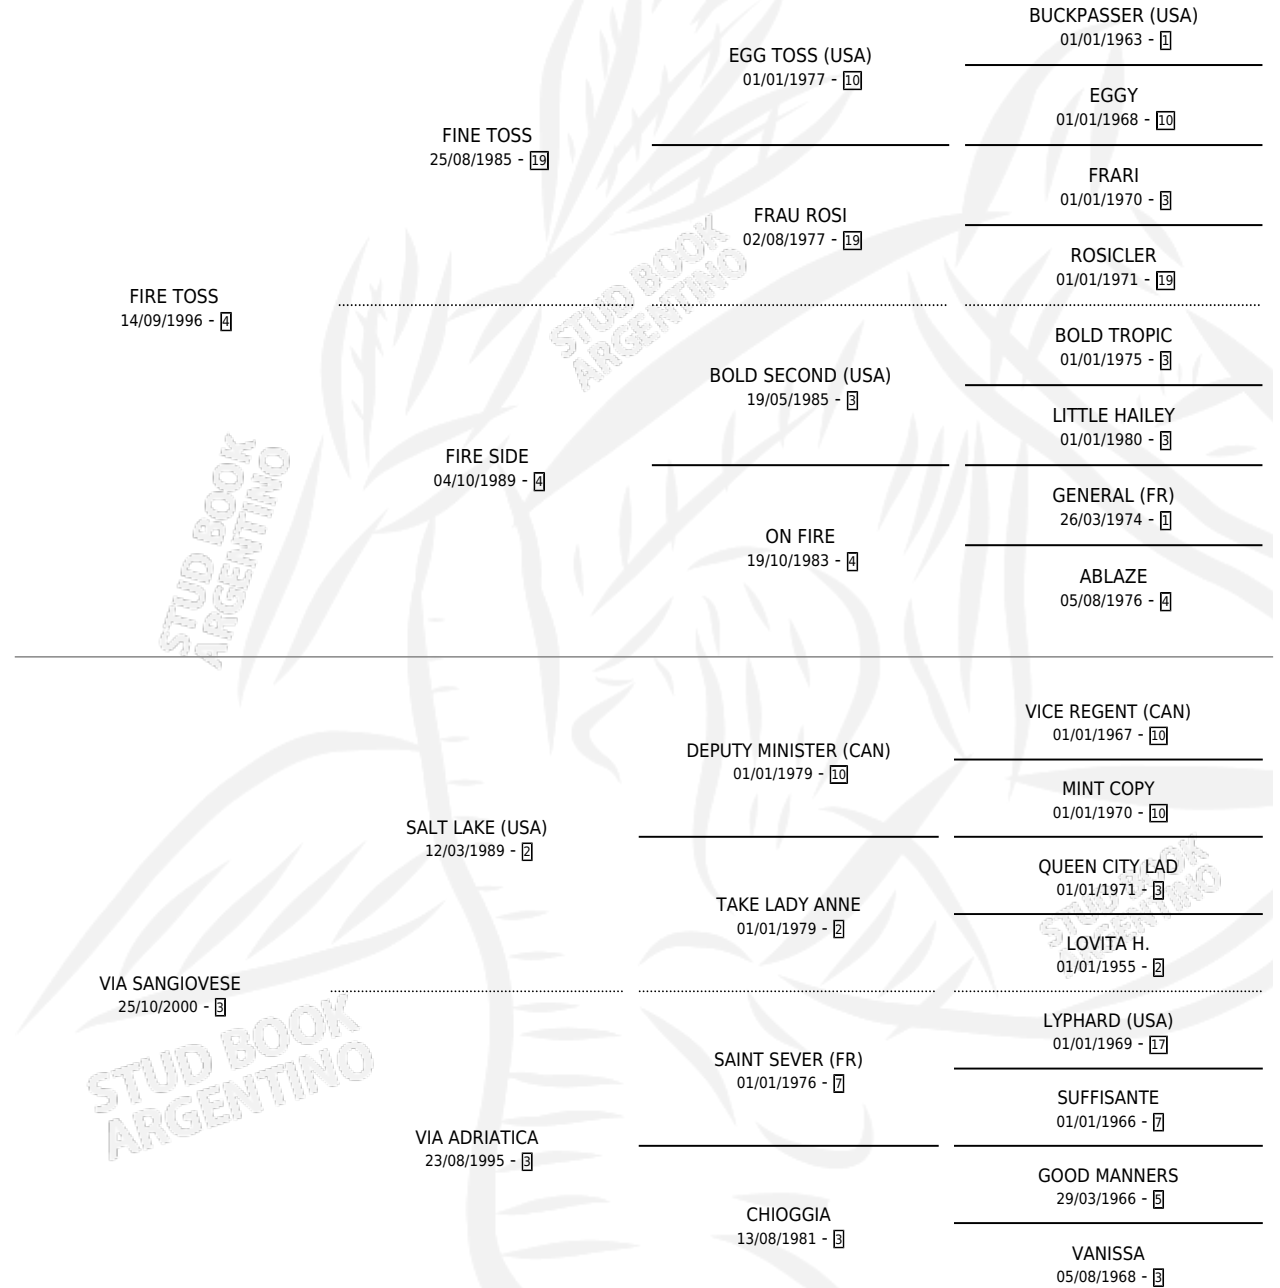 BUCKPASSER (USA)
01/01/1963 - 1
EGG TOSS (USA)
01/01/1977 - 10
EGGY
01/01/1968 - 10
FINE TOSS
25/08/1985 - 19
FRARI
01/01/1970 - 3
FRAU ROSI
02/08/1977 - 19
ROSICLER
01/01/1971 - 19
FIRE TOSS
14/09/1996 - 4
BOLD TROPIC
01/01/1975 - 3
BOLD SECOND (USA)
19/05/1985 - 3
LITTLE HAILEY
01/01/1980 - 3
FIRE SIDE
04/10/1989 - 4
GENERAL (FR)
26/03/1974 - 1
ON FIRE
19/10/1983 - 4
ABLAZE
05/08/1976 - 4
STUD BOOK
ARGENTINO
STUD BOOK
ARGENTINO
VICE REGENT (CAN)
01/01/1967 - 10
DEPUTY MINISTER (CAN)
01/01/1979 - 10
MINT COPY
01/01/1970 - 10
SALT LAKE (USA)
12/03/1989 - 2
QUEEN CITY LAD
01/01/1971 - 3
TAKE LADY ANNE
01/01/1979 - 2
LOVITA H.
01/01/1955 - 2
VIA SANGIOVESE
25/10/2000 - 3
LYPHARD (USA)
01/01/1969 - 17
SAINT SEVER (FR)
01/01/1976 - 7
SUFFISANTE
01/01/1966 - 7
VIA ADRIATICA
23/08/1995 - 3
GOOD MANNERS
29/03/1966 - 5
CHIOGGIA
13/08/1981 - 3
VANISSA
05/08/1968 - 3
STUD BOOK
ARGENTINO
STUD BOOK
ARGENTINO